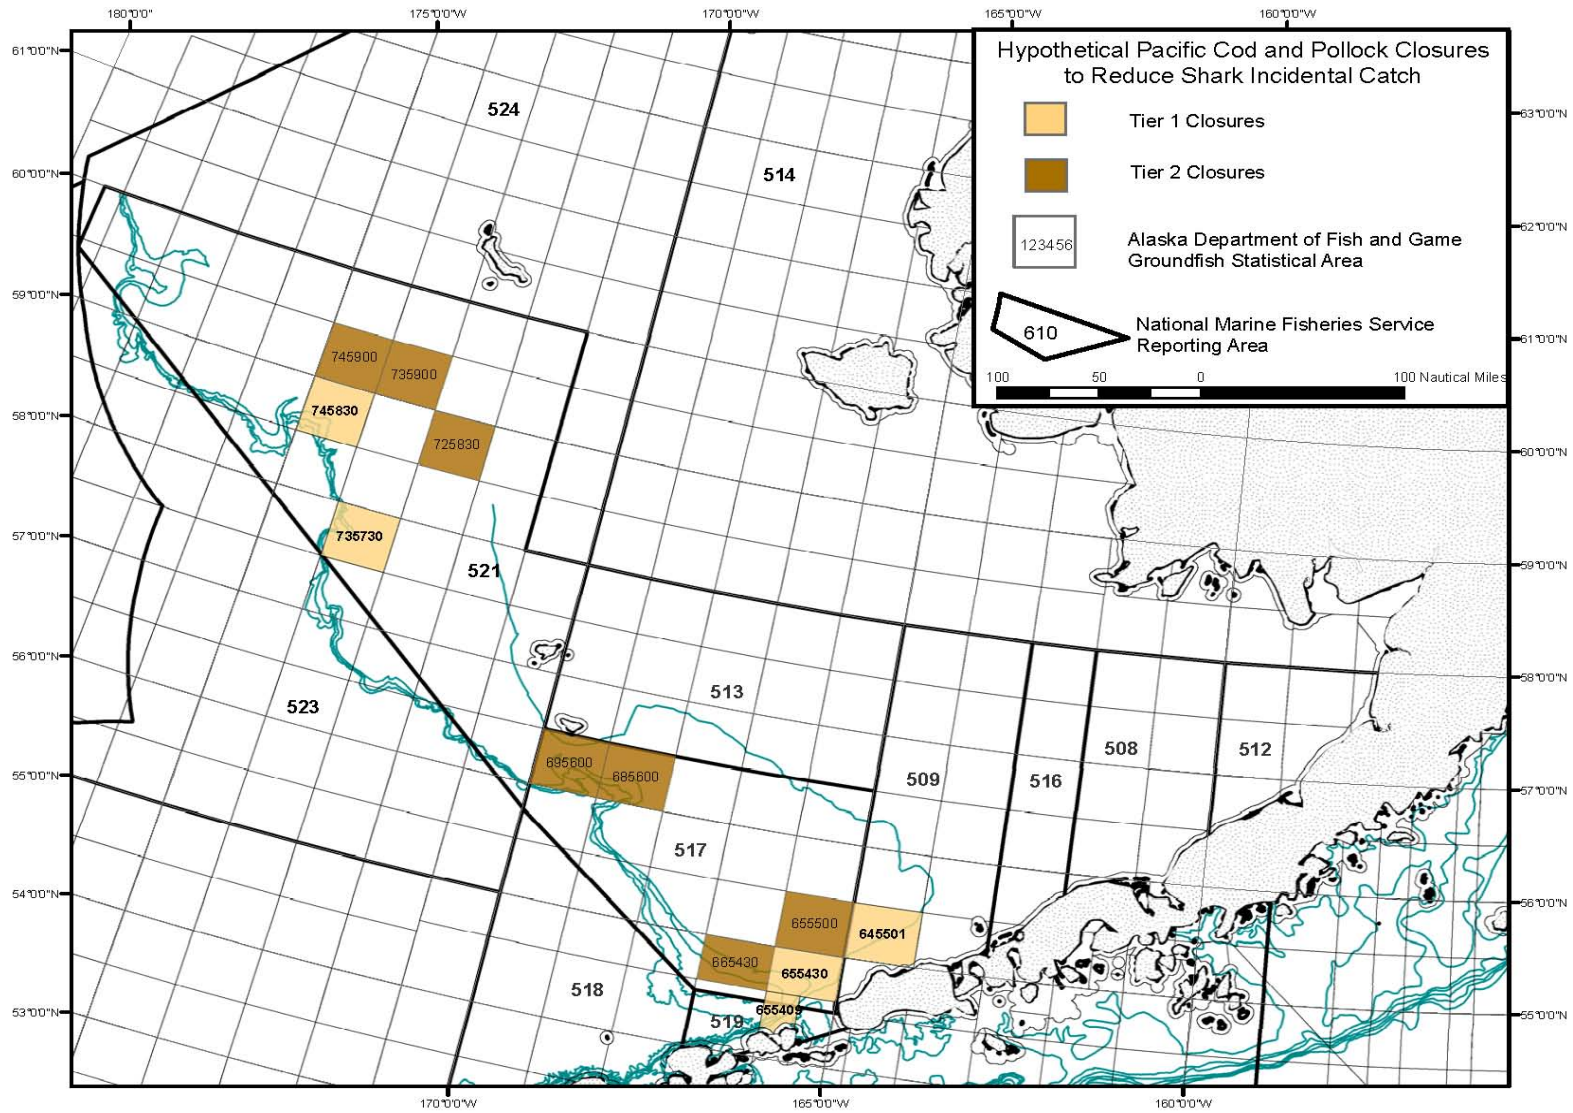 180°0'0"W 175°0'0"W 170°0'0"W 165°0'0"W 160°0'0"W
Hypothetical Pacific Cod and Pollock Closures
to Reduce Shark Incidental Catch
Tier 1 Closures
Tier 2 Closures
123456
Alaska Department of Fish and Game
Groundfish Statistical Area
610
National Marine Fisheries Service
Reporting Area
100 50 0 100 Nautical Miles
61°0'0"N
60°0'0"N
59°0'0"N
58°0'0"N
57°0'0"N
56°0'0"N
55°0'0"N
54°0'0"N
53°0'0"N
63°0'0"N
62°0'0"N
61°0'0"N
60°0'0"N
59°0'0"N
58°0'0"N
57°0'0"N
56°0'0"N
55°0'0"N
524
514
745900
735900
745830
725830
735730
521
513
523
695600
685600
509
516
508
512
517
655500
645501
665430
655430
518
519
655409
170°0'0"W 165°0'0"W 160°0'0"W